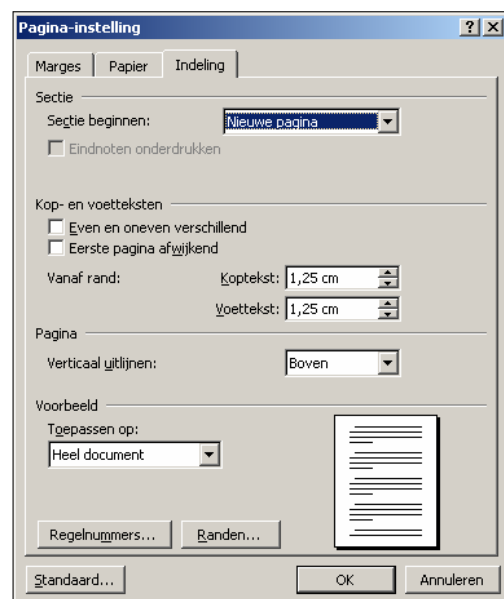 Pagina-instelling
Marges Papier Indeling
Sectie
Sectie beginnen: Nieuwe pagina
Eindnoten onderdrukken
Kop- en voetteksten
Even en oneven verschillend
Eerste pagina afwijkend
Vanaf rand: Koptekst: 1,25 cm
Voettekst: 1,25 cm
Pagina
Verticaal uitlijnen: Boven
Voorbeeld
Toepassen op:
Heel document
Regelnummers... Randen...
Standaard... OK Annuleren